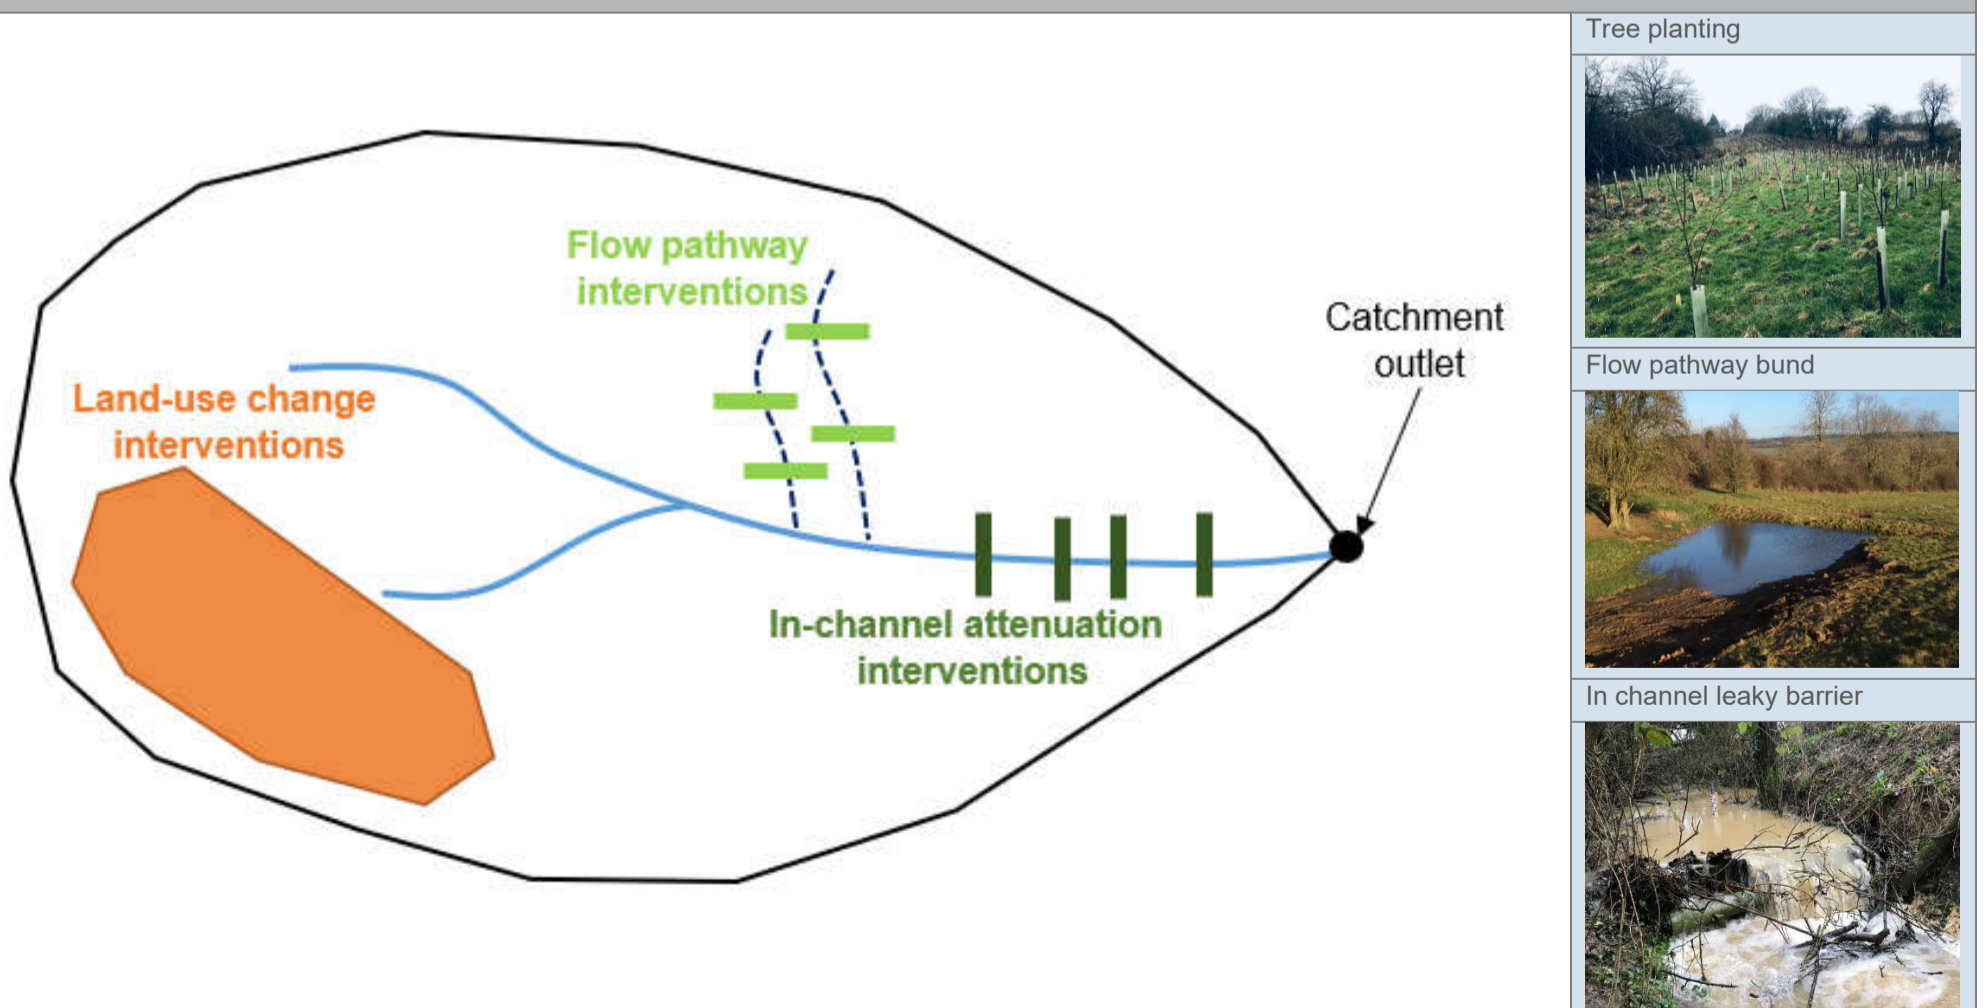 Flow pathway
interventions
Land-use change
interventions
Catchment
outlet
In-channel attenuation
interventions
Tree planting
Flow pathway bund
In channel leaky barrier